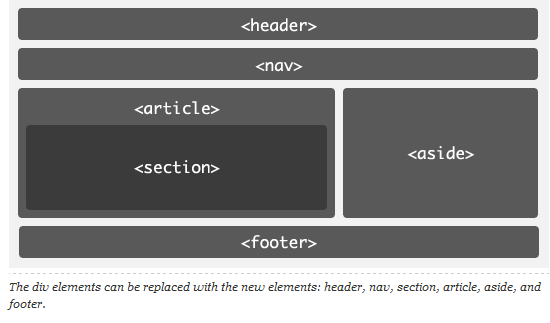 <header>
<nav>
<article>
<section>
<aside>
<footer>
The div elements can be replaced with the new elements: header, nav, section, article, aside, and
footer.